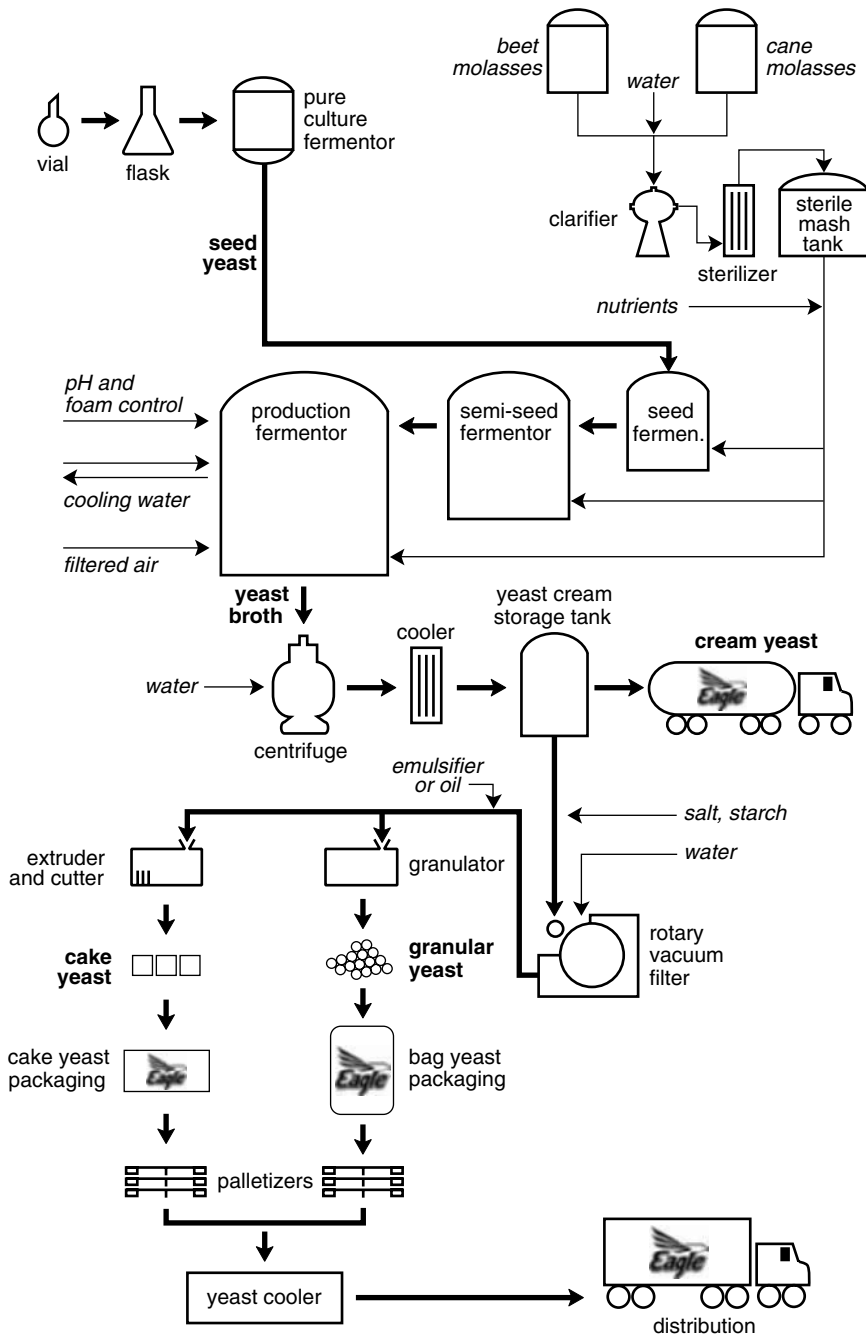 beet
molasses
cane
molasses
water
pure
culture
fermentor
vial
flask
clarifier
sterilizer
sterile
mash
tank
seed
yeast
nutrients
pH and
foam control
production
fermentor
semi-seed
fermentor
seed
fermen.
cooling water
filtered air
yeast
broth
cooler
yeast cream
storage tank
cream yeast
Eagle
water
centrifuge
emulsifier
or oil
salt, starch
extruder
and cutter
granulator
water
cake
yeast
granular
yeast
rotary
vacuum
filter
cake yeast
packaging
Eagle
Eagle
bag yeast
packaging
palletizers
Eagle
yeast cooler
distribution